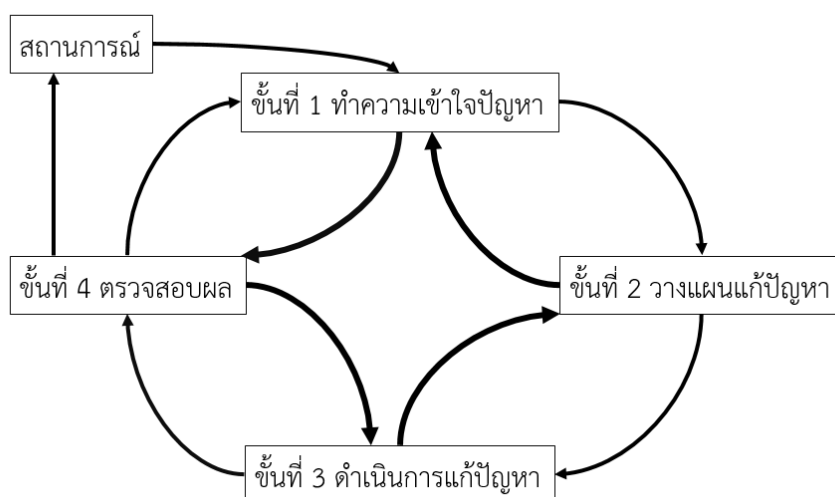 สถานการณ์
ขั้นที่ 1 ทำความเข้าใจปัญหา
ขั้นที่ 4 ตรวจสอบผล
ขั้นที่ 2 วางแผนแก้ปัญหา
ขั้นที่ 3 ดำเนินการแก้ปัญหา